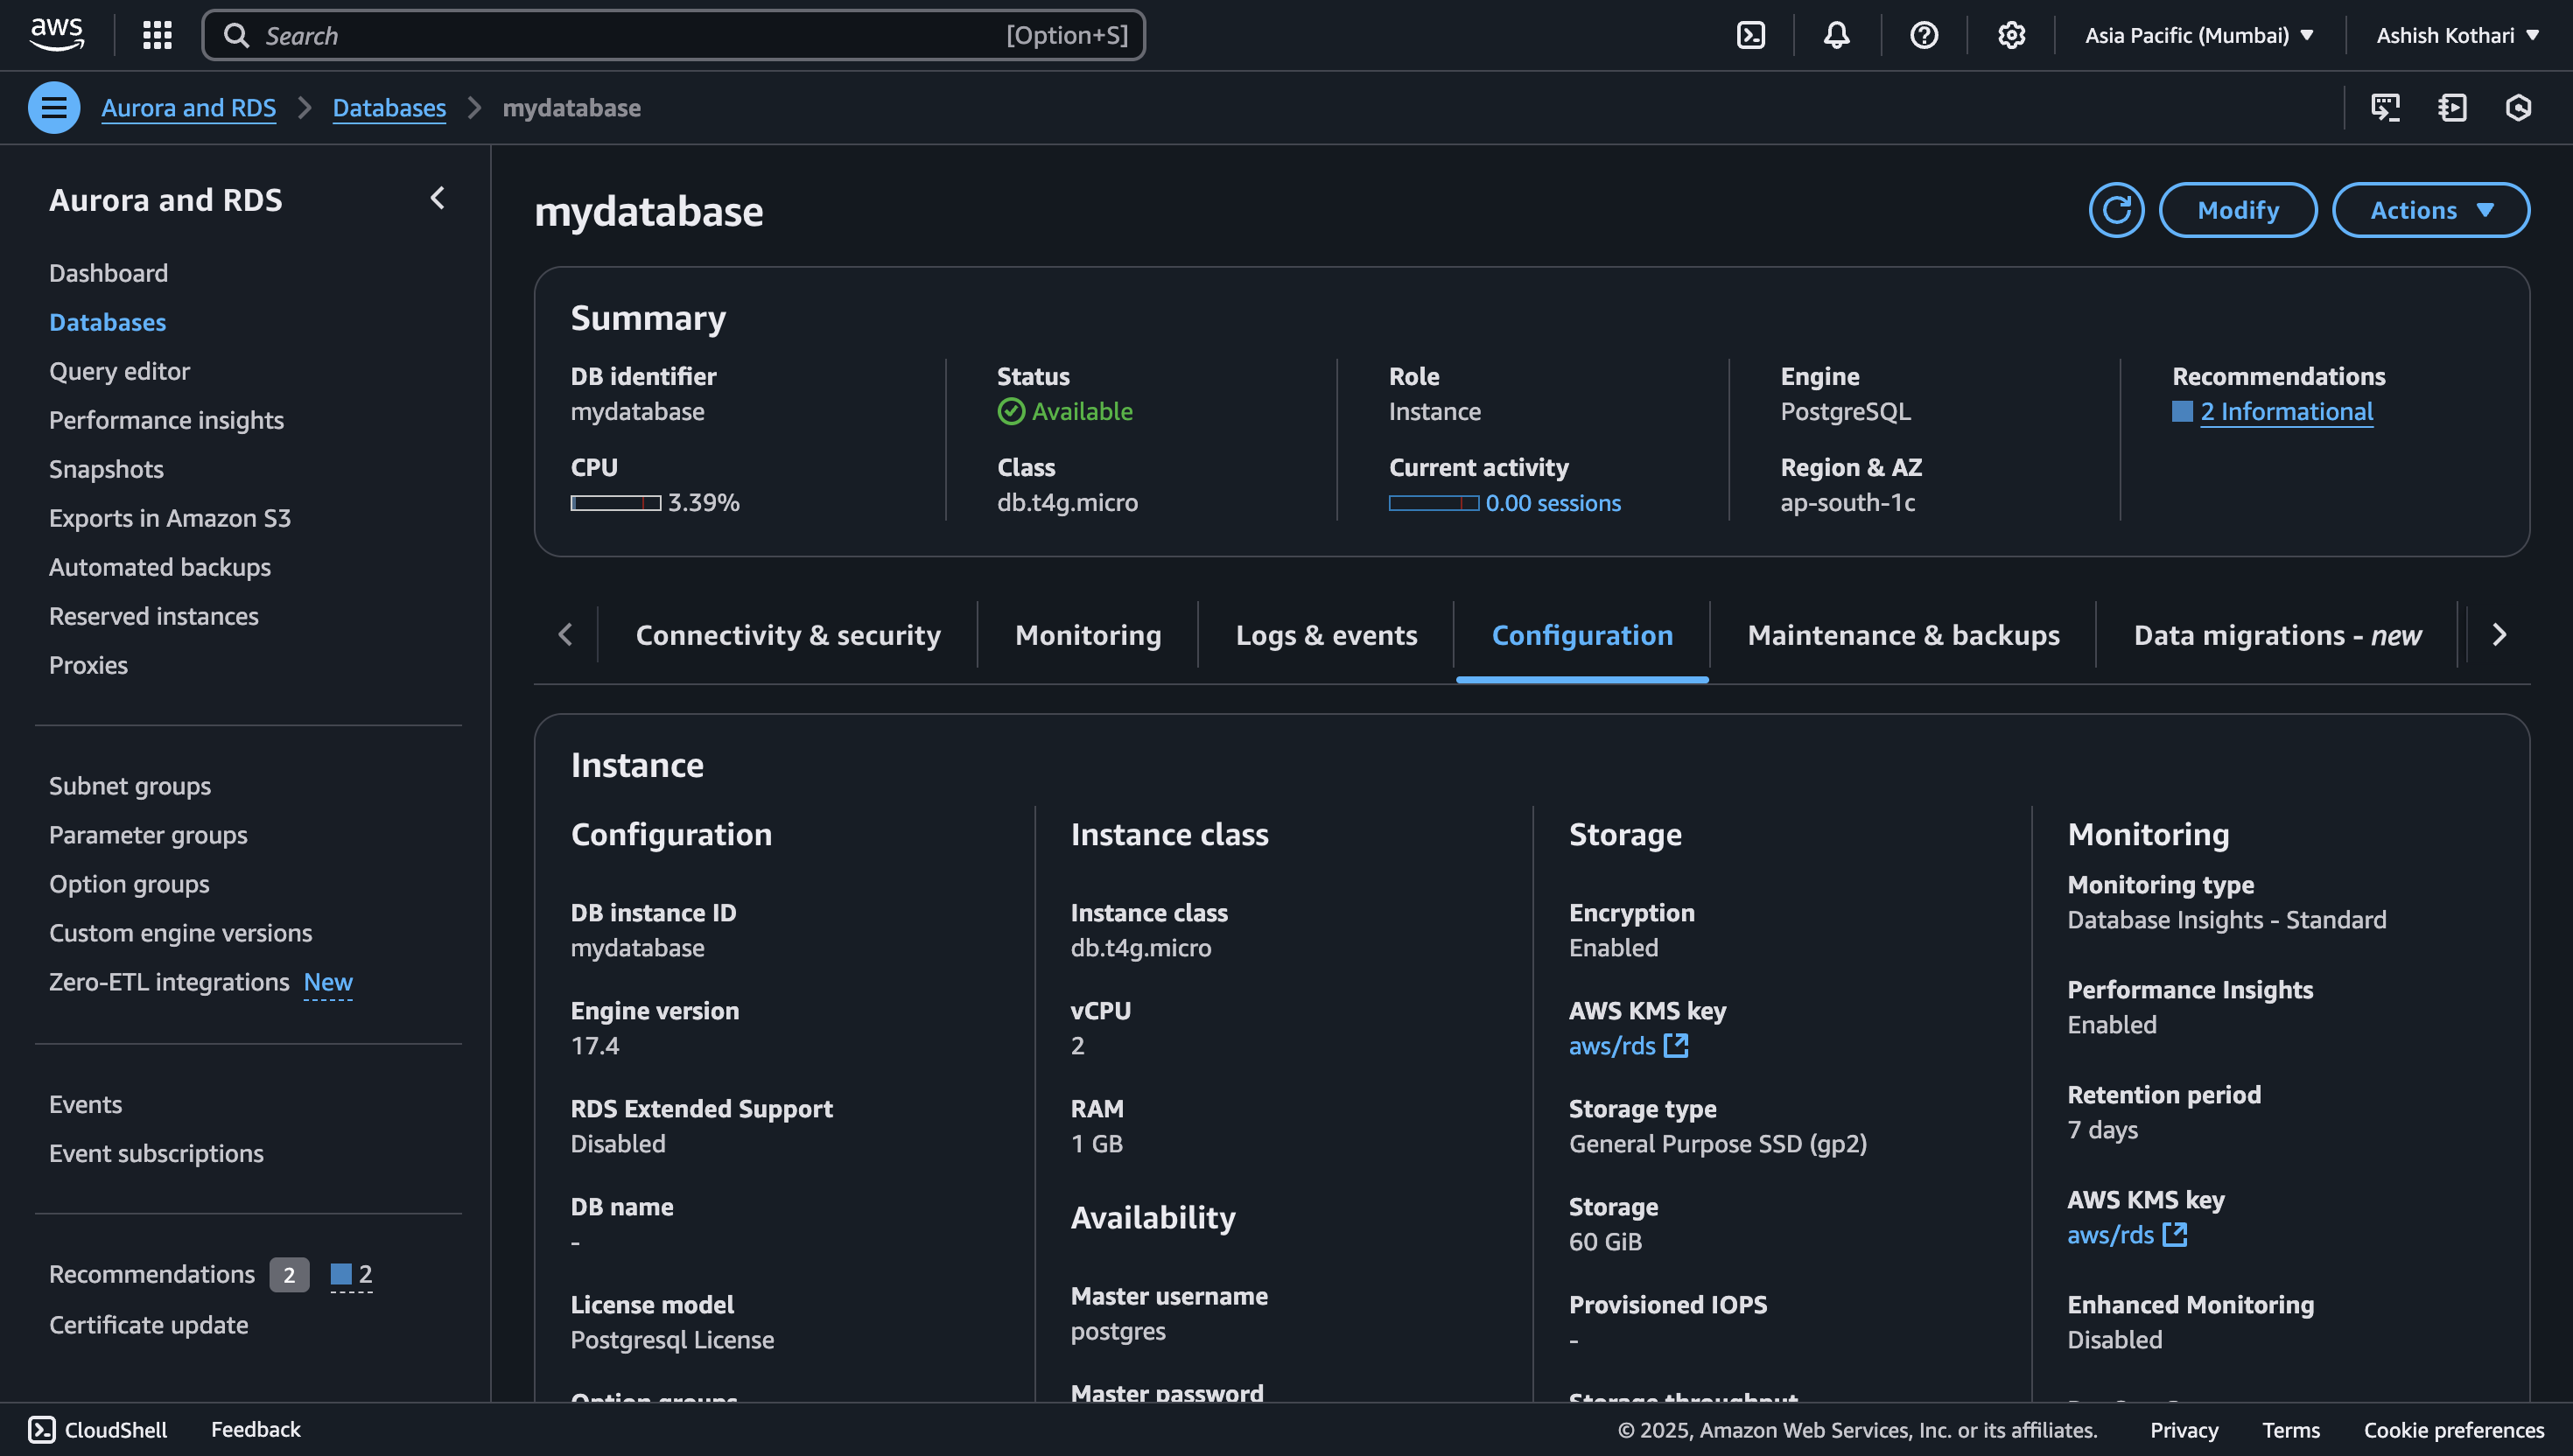 aws
Search
[Option+S]
Asia Pacific (Mumbai)
Ashish Kothari
Aurora and RDS
Databases
mydatabase
Aurora and RDS
Dashboard
Databases
Query editor
Performance insights
Snapshots
Exports in Amazon S3
Automated backups
Reserved instances
Proxies
Subnet groups
Parameter groups
Option groups
Custom engine versions
Zero-ETL integrations New
Events
Event subscriptions
Recommendations 2 2
Certificate update
mydatabase
Modify
Actions
Summary
DB identifier
mydatabase
CPU
3.39%
Status
Available
Class
db.t4g.micro
Role
Instance
Current activity
0.00 sessions
Engine
PostgreSQL
Region & AZ
ap-south-1c
Recommendations
2 Informational
Connectivity & security
Monitoring
Logs & events
Configuration
Maintenance & backups
Data migrations - new
Instance
Configuration
DB instance ID
mydatabase
Engine version
17.4
RDS Extended Support
Disabled
DB name
-
License model
Postgresql License
Option groups
Instance class
Instance class
db.t4g.micro
vCPU
2
RAM
1 GB
Availability
Master username
postgres
Master password
Storage
Encryption
Enabled
AWS KMS key
aws/rds
Storage type
General Purpose SSD (gp2)
Storage
60 GiB
Provisioned IOPS
-
Storage throughput
Monitoring
Monitoring type
Database Insights - Standard
Performance Insights
Enabled
Retention period
7 days
AWS KMS key
aws/rds
Enhanced Monitoring
Disabled
CloudShell
Feedback
© 2025, Amazon Web Services, Inc. or its affiliates.
Privacy
Terms
Cookie preferences